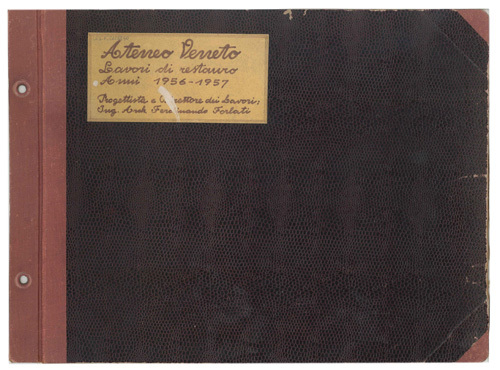 Ateneo Veneto
Lavori di restauro
Anni 1956-1957
Progettista e Direttore dei Lavori;
Ing. Arch. Ferdinando Forlati